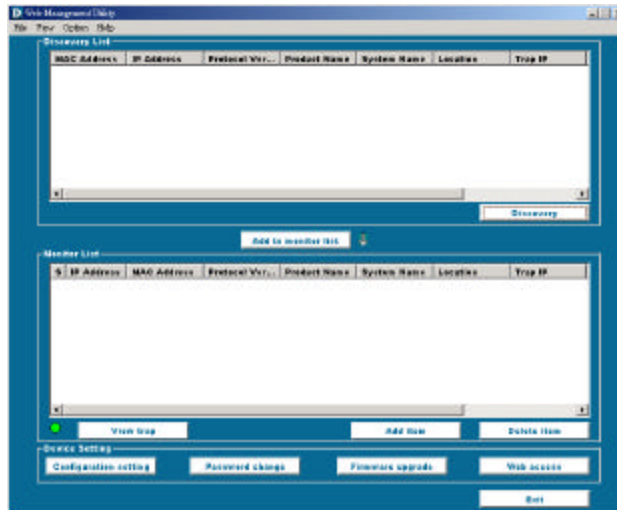 Web Management Utility
File View Option Help
Discovery List
MAC Address IP Address Protocol Ver... Product Name System Name Location Trap IP
Discovery
Add to monitor list
Monitor List
S IP Address MAC Address Protocol Ver... Product Name System Name Location Trap IP
View trap Add item Delete item
Device Setting
Configuration setting Password change Firmware upgrade Web access
Exit